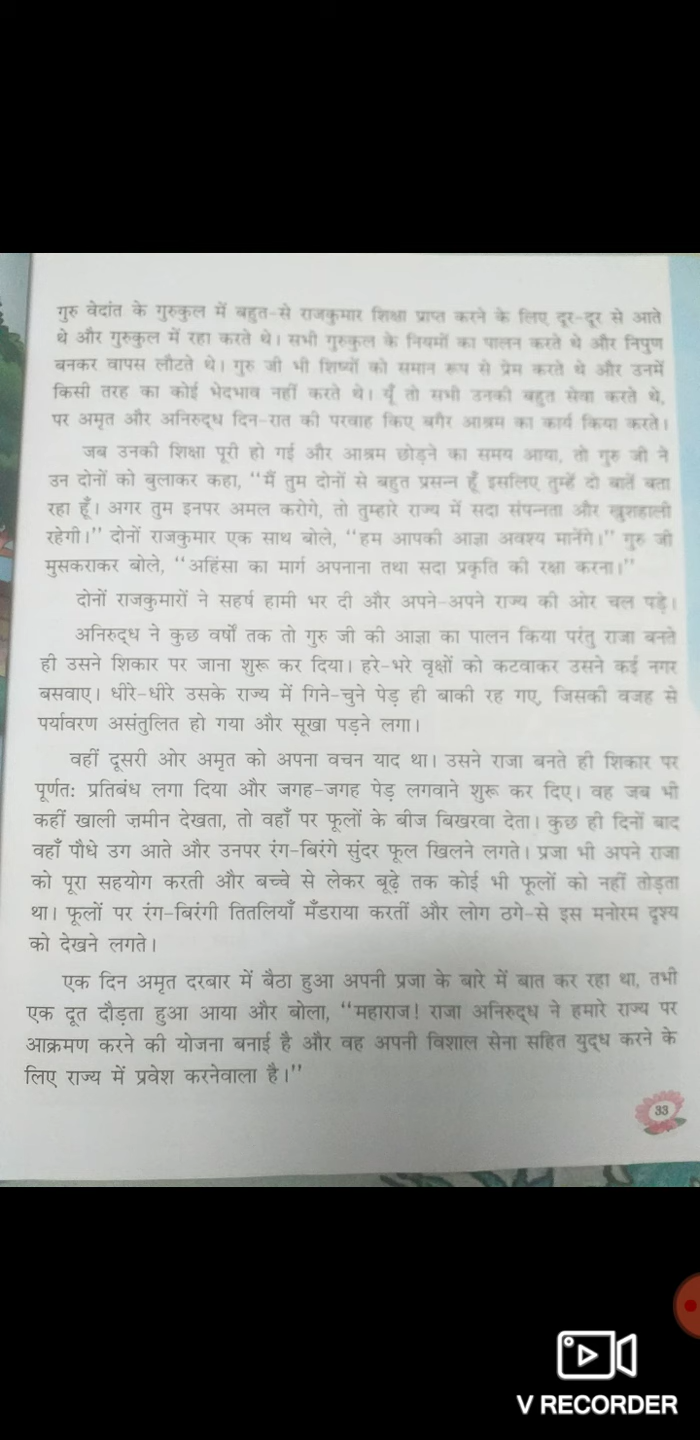 गुरु वेदांत के गुरुकुल में बहुत-से राजकुमार शिक्षा प्राप्त करने के लिए दूर-दूर से आते
थे और गुरुकुल में रहा करते थे। सभी गुरुकुल के नियमों का पालन करते थे और निपुण
बनकर वापस लौटते थे। गुरु जी भी शिष्यों को समान रूप से प्रेम करते थे और उनमें
किसी तरह का कोई भेदभाव नहीं करते थे। यूँ तो सभी उनकी बहुत सेवा करते थे,
पर अमृत और अनिरुद्ध दिन-रात की परवाह किए बगैर आश्रम का कार्य किया करते।
जब उनकी शिक्षा पूरी हो गई और आश्रम छोड़ने का समय आया, तो गुरु जी ने
उन दोनों को बुलाकर कहा, “मैं तुम दोनों से बहुत प्रसन्न हूँ इसलिए तुम्हें दो बातें बता
रहा हूँ। अगर तुम इनपर अमल करोगे, तो तुम्हारे राज्य में सदा संपन्नता और खुशहाली
रहेगी।” दोनों राजकुमार एक साथ बोले, “हम आपकी आज्ञा अवश्य मानेंगे।” गुरु जी
मुसकराकर बोले, “अहिंसा का मार्ग अपनाना तथा सदा प्रकृति की रक्षा करना।”
दोनों राजकुमारों ने सहर्ष हामी भर दी और अपने-अपने राज्य की ओर चल पड़े।
अनिरुद्ध ने कुछ वर्षों तक तो गुरु जी की आज्ञा का पालन किया परंतु राजा बनते
ही उसने शिकार पर जाना शुरू कर दिया। हरे-भरे वृक्षों को कटवाकर उसने कई नगर
बसवाए। धीरे-धीरे उसके राज्य में गिने-चुने पेड़ ही बाकी रह गए, जिसकी वजह से
पर्यावरण असंतुलित हो गया और सूखा पड़ने लगा।
वहीं दूसरी ओर अमृत को अपना वचन याद था। उसने राजा बनते ही शिकार पर
पूर्णतः प्रतिबंध लगा दिया और जगह-जगह पेड़ लगवाने शुरू कर दिए। वह जब भी
कहीं खाली ज़मीन देखता, तो वहाँ पर फूलों के बीज बिखरवा देता। कुछ ही दिनों बाद
वहाँ पौधे उग आते और उनपर रंग-बिरंगे सुंदर फूल खिलने लगते। प्रजा भी अपने राजा
को पूरा सहयोग करती और बच्चे से लेकर बूढ़े तक कोई भी फूलों को नहीं तोड़ता
था। फूलों पर रंग-बिरंगी तितलियाँ मँडराया करतीं और लोग ठगे-से इस मनोरम दृश्य
को देखने लगते।
एक दिन अमृत दरबार में बैठा हुआ अपनी प्रजा के बारे में बात कर रहा था, तभी
एक दूत दौड़ता हुआ आया और बोला, “महाराज! राजा अनिरुद्ध ने हमारे राज्य पर
आक्रमण करने की योजना बनाई है और वह अपनी विशाल सेना सहित युद्ध करने के
लिए राज्य में प्रवेश करनेवाला है।”
33
V RECORDER